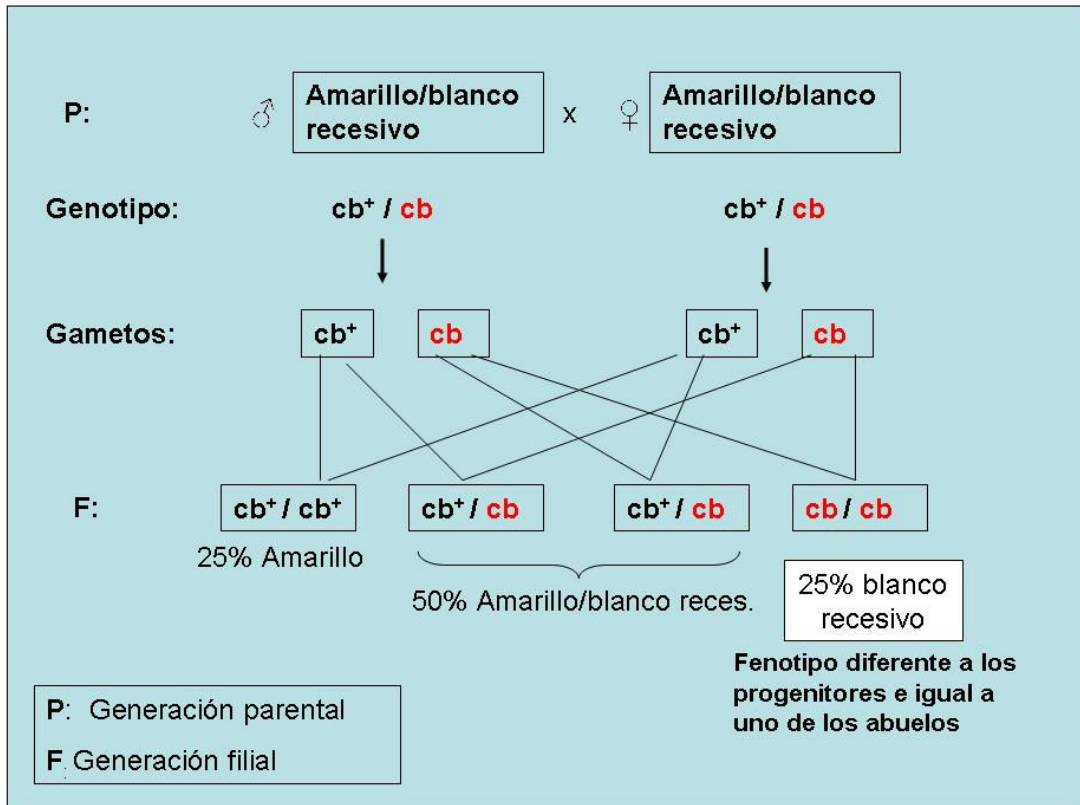 P: ♂ Amarillo/blanco recesivo x ♀ Amarillo/blanco recesivo
Genotipo: cb⁺ / cb cb⁺ / cb
Gametos: cb⁺ cb cb⁺ cb
F: cb⁺ / cb⁺ cb⁺ / cb cb⁺ / cb cb / cb
25% Amarillo
50% Amarillo/blanco reces.
25% blanco
recesivo
Fenotipo diferente a los
progenitores e igual a
uno de los abuelos
P: Generación parental
F: Generación filial